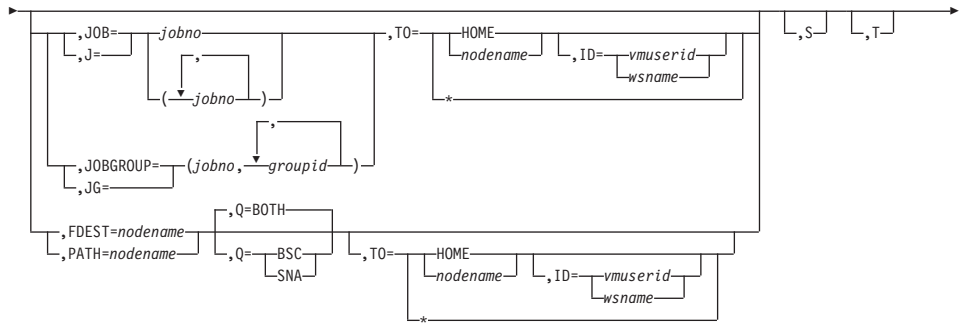 ,JOB= jobno ,TO= HOME ,S ,T
,J= , nodename ,ID= vmuserid
wsname
( jobno ) *
,
,JOBGROUP= (jobno, groupid )
,JG=
,Q=BOTH
,FDEST=nodename
,PATH=nodename ,Q= BSC ,TO= HOME
SNA nodename ,ID= vmuserid
wsname
*